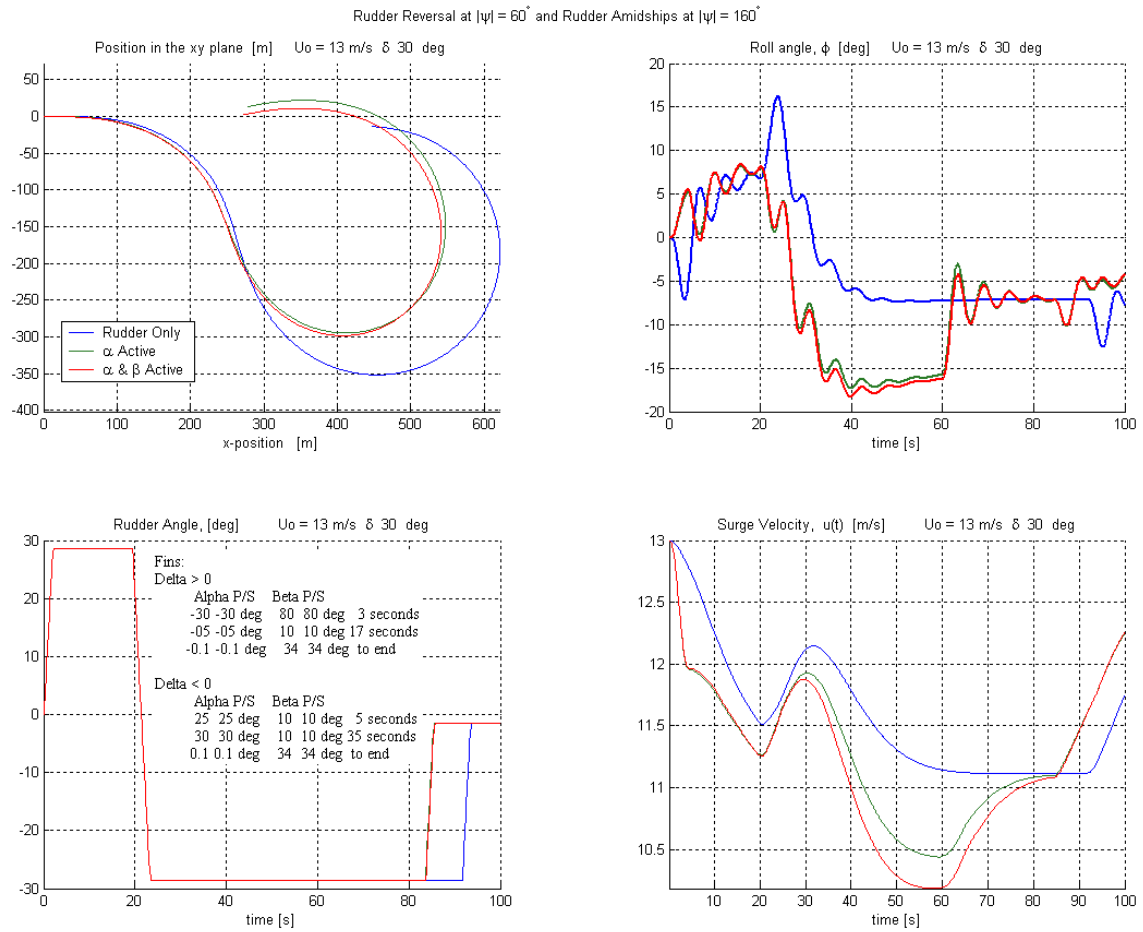 Rudder Reversal at |ψ| = 60° and Rudder Amidships at |ψ| = 160°
Position in the xy plane [m] Uo = 13 m/s δ 30 deg
50
0
-50
-100
-150
-200
-250
-300
-350
-400
Rudder Only
α Active
α & β Active
0 100 200 300 400 500 600
x-position [m]
Roll angle, ϕ [deg] Uo = 13 m/s δ 30 deg
20
15
10
5
0
-5
-10
-15
-20
0 20 40 60 80 100
time [s]
Rudder Angle, [deg] Uo = 13 m/s δ 30 deg
30
20
10
0
-10
-20
-30
Fins:
Delta > 0
Alpha P/S Beta P/S
-30 -30 deg 80 80 deg 3 seconds
-05 -05 deg 10 10 deg 17 seconds
-0.1 -0.1 deg 34 34 deg to end
Delta < 0
Alpha P/S Beta P/S
25 25 deg 10 10 deg 5 seconds
30 30 deg 10 10 deg 35 seconds
0.1 0.1 deg 34 34 deg to end
0 20 40 60 80 100
time [s]
Surge Velocity, u(t) [m/s] Uo = 13 m/s δ 30 deg
13
12.5
12
11.5
11
10.5
10 20 30 40 50 60 70 80 90 100
time [s]